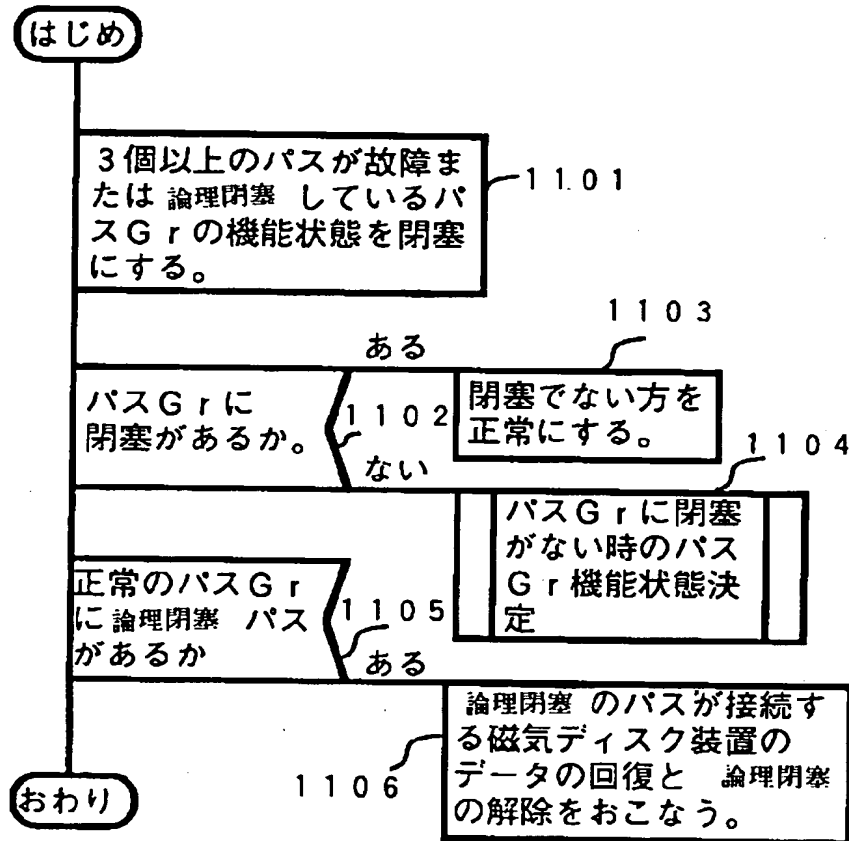 はじめ
3個以上のパスが故障ま
たは 論理閉塞 しているパ
スGrの機能状態を閉塞
にする。
1101
1103
ある
パスGrに
閉塞があるか。
1102
ない
閉塞でない方を
正常にする。
1104
パスGrに閉塞
がない時のパス
Gr機能状態決
定
正常のパスGr
に 論理閉塞 パス
があるか
1105
ある
論理閉塞 のパスが接続す
る磁気ディスク装置の
データの回復と 論理閉塞
の解除をおこなう。
1106
おわり